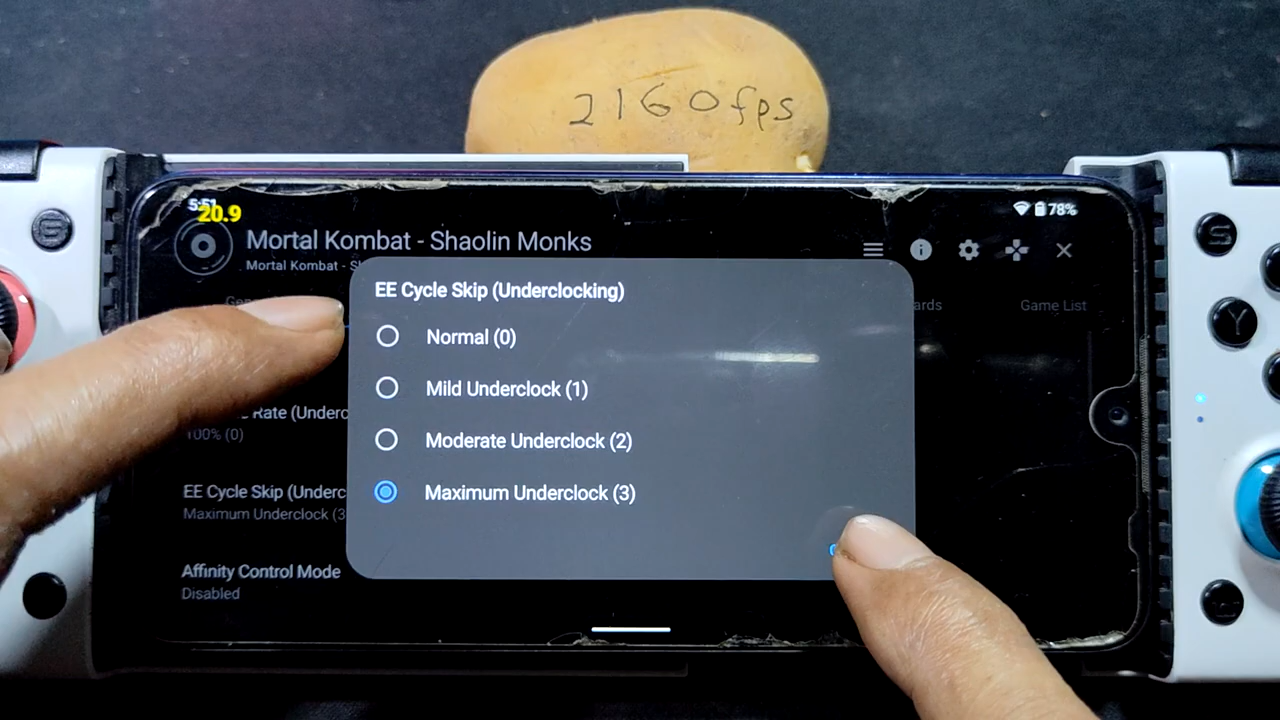 2160fps
5:51
20.9
78%
Mortal Kombat - Shaolin Monks
Mortal Kombat - S
ards
Game List
EE Cycle Skip (Underclocking)
Normal (0)
Mild Underclock (1)
Moderate Underclock (2)
Maximum Underclock (3)
Rate (Underc
100% (0)
EE Cycle Skip (Underc
Maximum Underclock (3
Affinity Control Mode
Disabled
S
Y